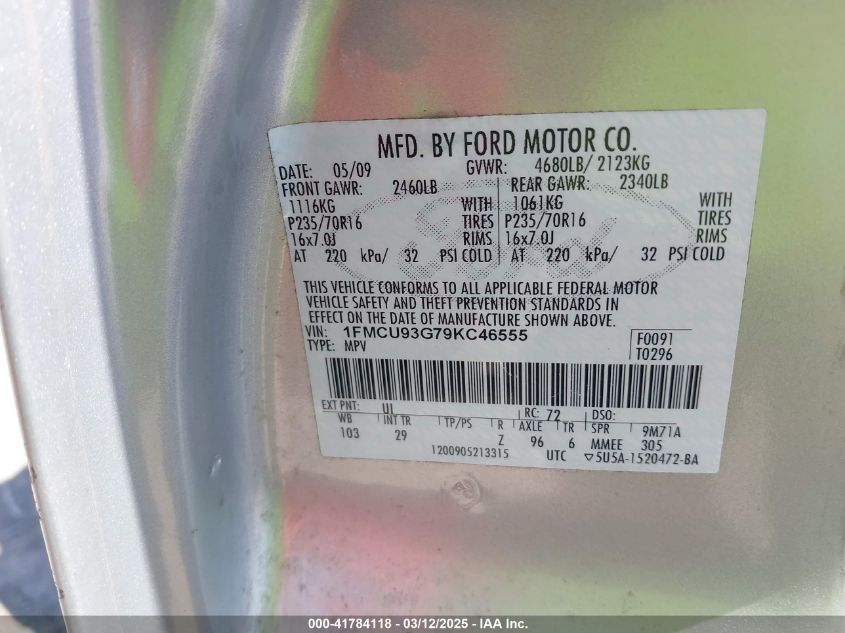 MFD. BY FORD MOTOR CO.
DATE: 05/09 GVWR: 4680LB/ 2123KG
FRONT GAWR: 2460LB REAR GAWR: 2340LB
1116KG WITH 1061KG WITH
P235/70R16 TIRES P235/70R16 TIRES
16x7.0J RIMS 16x7.0J RIMS
AT 220 kPa/ 32 PSI COLD AT 220 kPa/ 32 PSI COLD
THIS VEHICLE CONFORMS TO ALL APPLICABLE FEDERAL MOTOR
VEHICLE SAFETY AND THEFT PREVENTION STANDARDS IN
EFFECT ON THE DATE OF MANUFACTURE SHOWN ABOVE.
VIN: 1FMCU93G79KC46555 F0091
TYPE: MPV T0296
EXT PNT: UI RC: 72 DSO:
WB INT TR TP/PS R AXLE TR SPR 9M71A
103 29 Z 96 6 MMEE 305
1200905213315 UTC ▽5U5A-1520472-BA
Ford
000-41784118 - 03/12/2025 - IAAI.com